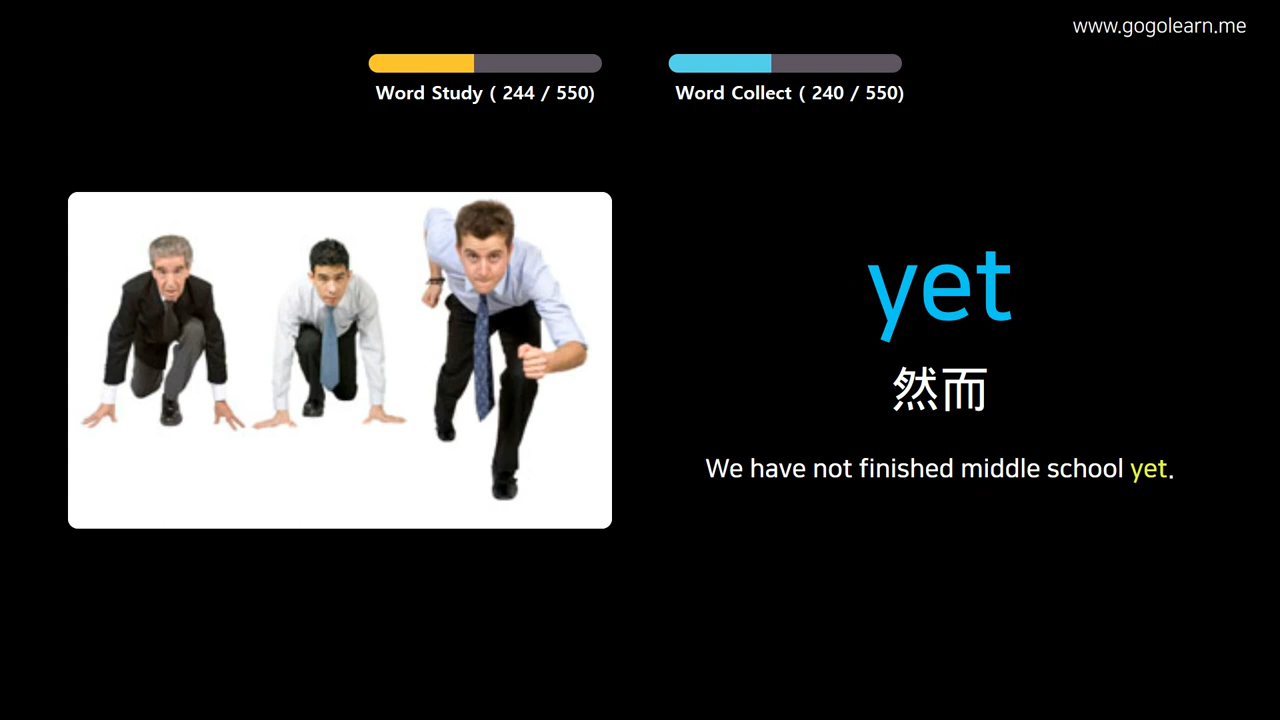 www.gogolearn.me
Word Study ( 244 / 550)
Word Collect ( 240 / 550)
yet
然而
We have not finished middle school yet.